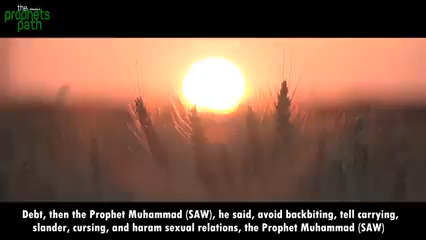 the
prophets
path
Debt, then the Prophet Muhammad (SAW), he said, avoid backbiting, tell carrying,
slander, cursing, and haram sexual relations, the Prophet Muhammad (SAW)